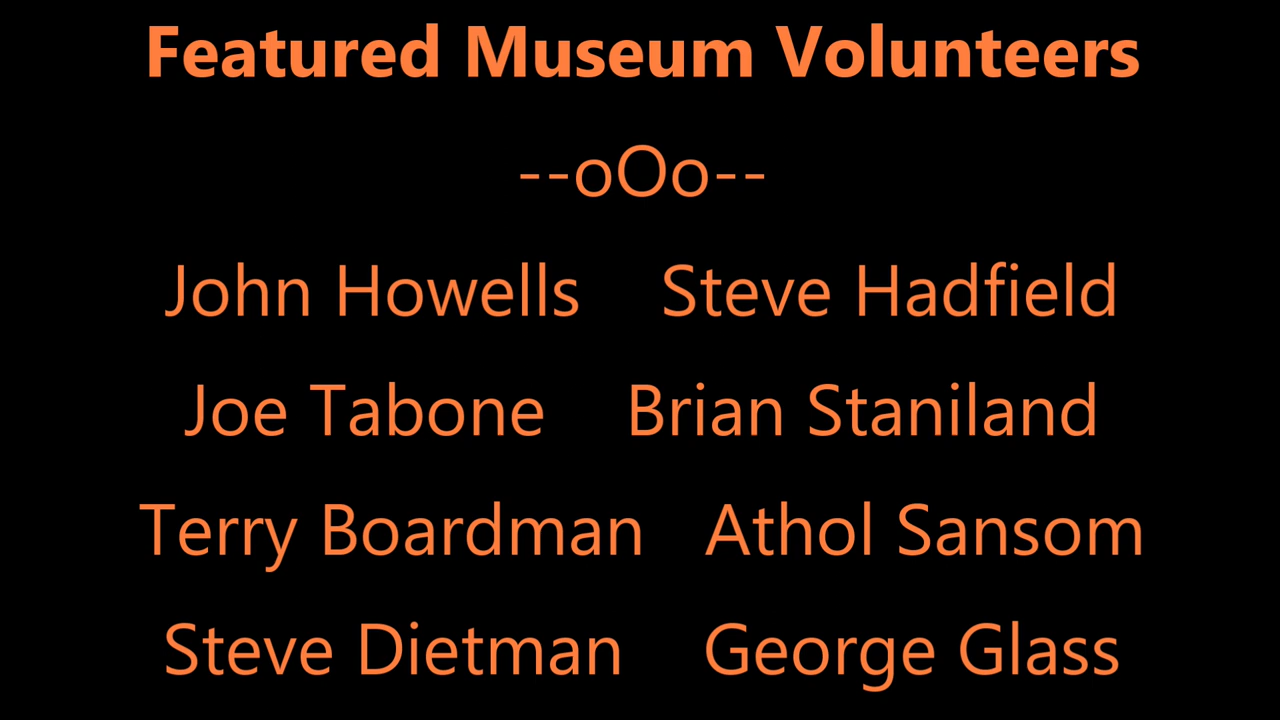 Featured Museum Volunteers
--oOo--
John Howells Steve Hadfield
Joe Tabone Brian Staniland
Terry Boardman Athol Sansom
Steve Dietman George Glass